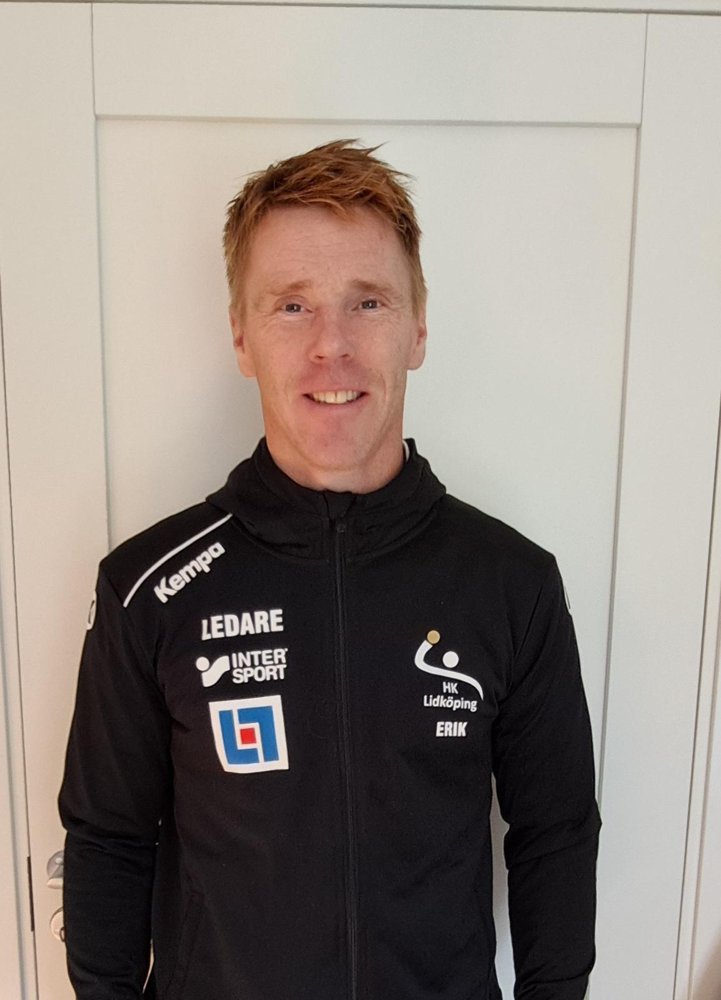 Kempa
LEDARE
INTER
SPORT
HK
Lidköping
ERIK